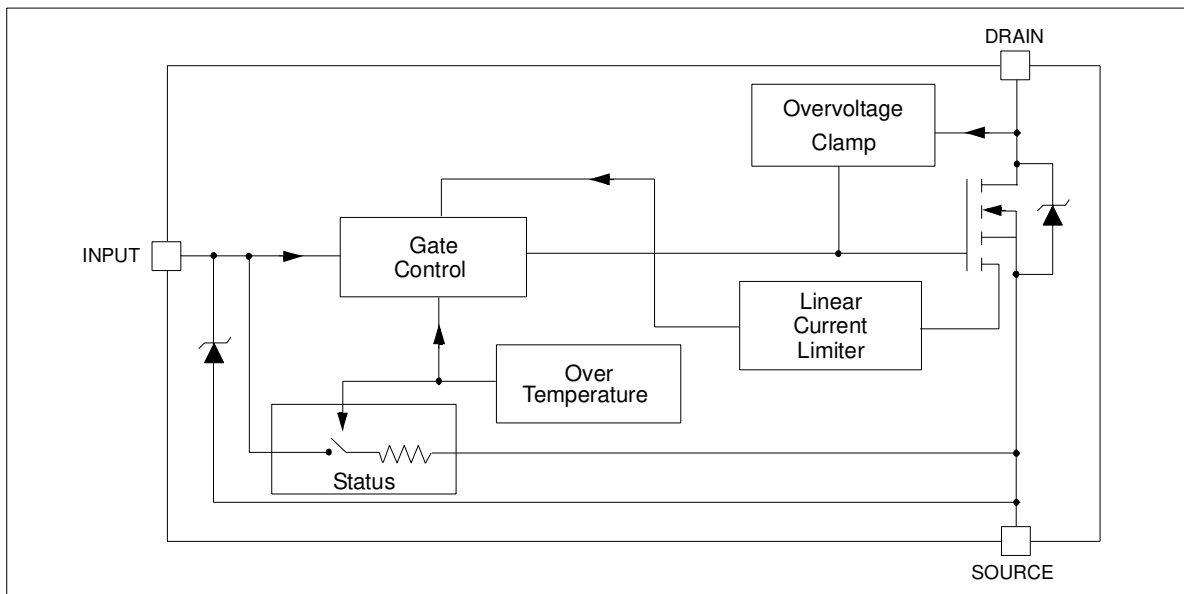 DRAIN
Overvoltage
Clamp
INPUT
Gate
Control
Linear
Current
Limiter
Over
Temperature
Status
SOURCE